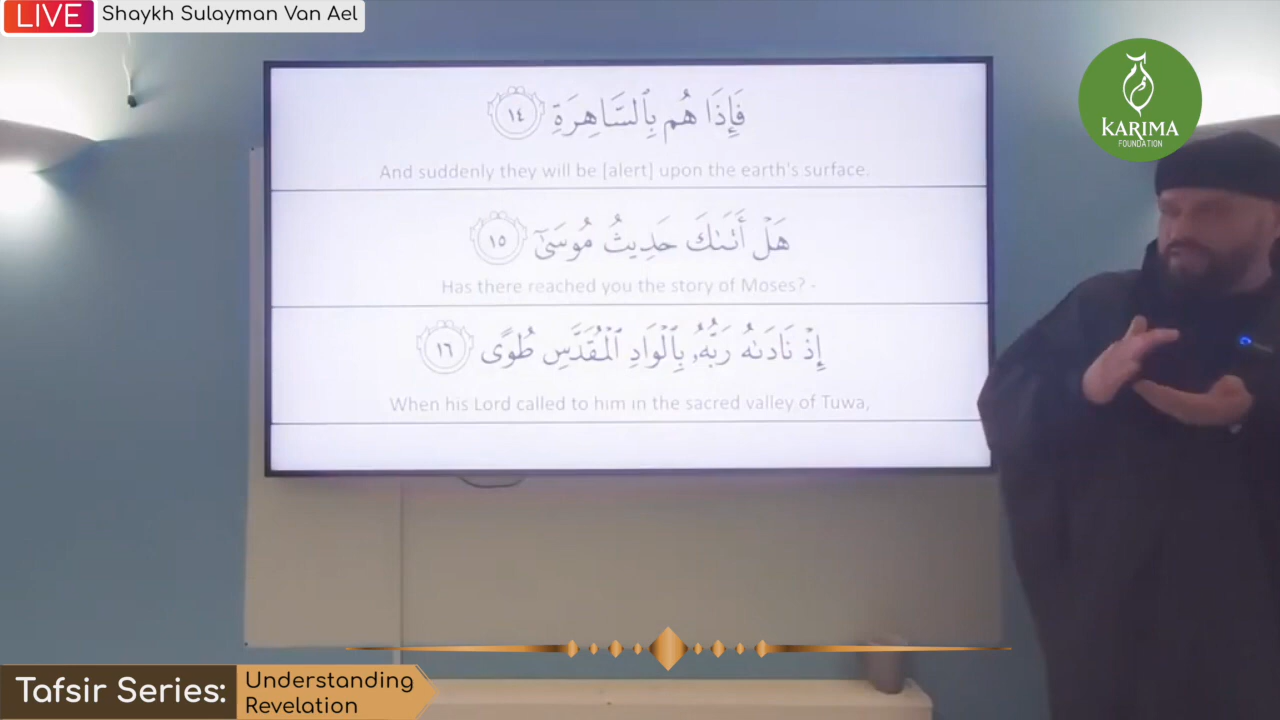 LIVE
Shaykh Sulayman Van Ael
KARIMA
FOUNDATION
فَإِذَا هُم بِٱلسَّاهِرَةِ ١٤
And suddenly they will be [alert] upon the earth's surface.
هَلْ أَتَىٰكَ حَدِيثُ مُوسَىٰٓ ١٥
Has there reached you the story of Moses? -
إِذْ نَادَىٰهُ رَبُّهُۥ بِٱلْوَادِ ٱلْمُقَدَّسِ طُوًى ١٦
When his Lord called to him in the sacred valley of Tuwa,
Tafsir Series:
Understanding
Revelation